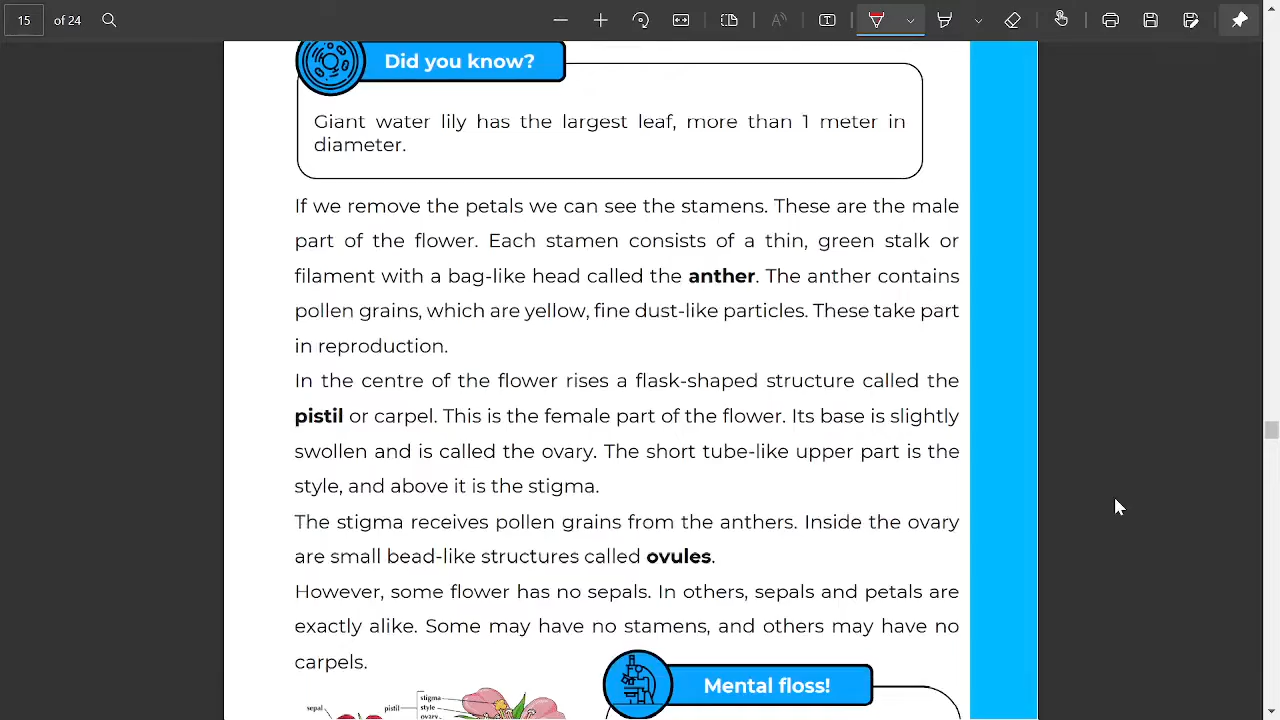 15 of 24
Did you know?
Giant water lily has the largest leaf, more than 1 meter in
diameter.
If we remove the petals we can see the stamens. These are the male
part of the flower. Each stamen consists of a thin, green stalk or
filament with a bag-like head called the anther. The anther contains
pollen grains, which are yellow, fine dust-like particles. These take part
in reproduction.
In the centre of the flower rises a flask-shaped structure called the
pistil or carpel. This is the female part of the flower. Its base is slightly
swollen and is called the ovary. The short tube-like upper part is the
style, and above it is the stigma.
The stigma receives pollen grains from the anthers. Inside the ovary
are small bead-like structures called ovules.
However, some flower has no sepals. In others, sepals and petals are
exactly alike. Some may have no stamens, and others may have no
carpels.
Mental floss!
stigma
sepal pistil style
ovary